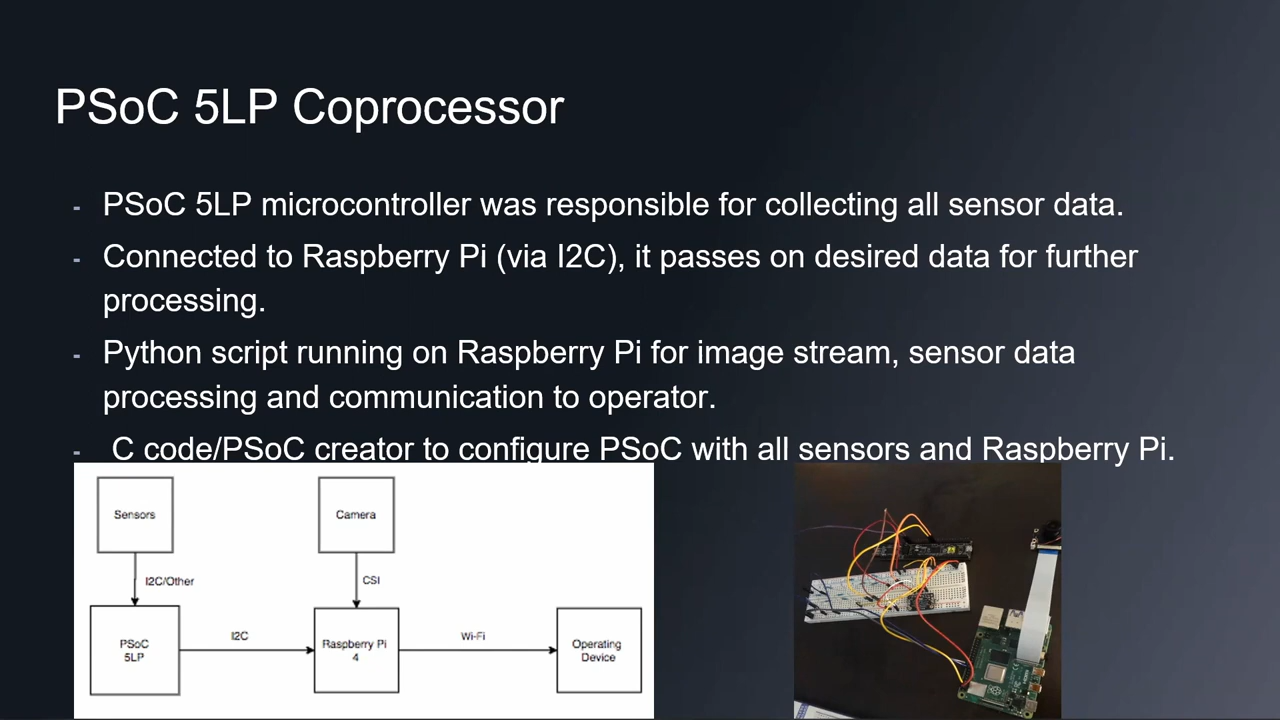 PSoC 5LP Coprocessor
- PSoC 5LP microcontroller was responsible for collecting all sensor data.
- Connected to Raspberry Pi (via I2C), it passes on desired data for further
processing.
- Python script running on Raspberry Pi for image stream, sensor data
processing and communication to operator.
- C code/PSoC creator to configure PSoC with all sensors and Raspberry Pi.
Sensors
Camera
I2C/Other
CSI
PSoC
5LP
I2C
Raspberry Pi
4
Wi-Fi
Operating
Device